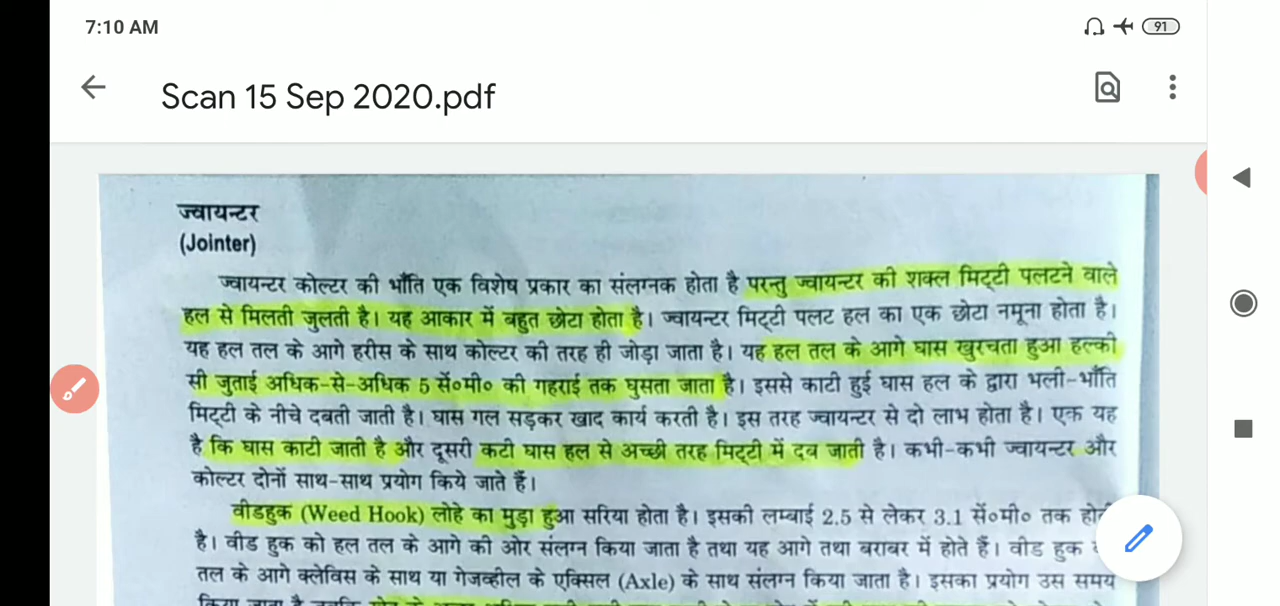 7:10 AM
91
Scan 15 Sep 2020.pdf
ज्वायन्टर
(Jointer)
ज्वायन्टर कोल्टर की भाँति एक विशेष प्रकार का संलग्नक होता है परन्तु ज्वायन्टर की शक्ल मिट्टी पलटने वाले
हल से मिलती जुलती है। यह आकार में बहुत छोटा होता है। ज्वायन्टर मिट्टी पलट हल का एक छोटा नमूना होता है।
यह हल तल के आगे हरीस के साथ कोल्टर की तरह ही जोड़ा जाता है। यह हल तल के आगे घास खुरचता हुआ हल्की
सी जुताई अधिक-से-अधिक 5 सें०मी० की गहराई तक घुसता जाता है। इससे काटी हुई घास हल के द्वारा भली-भाँति
मिट्टी के नीचे दबती जाती है। घास गल सड़कर खाद कार्य करती है। इस तरह ज्वायन्टर से दो लाभ होता है। एक यह
है कि घास काटी जाती है और दूसरी कटी घास हल से अच्छी तरह मिट्टी में दब जाती है। कभी-कभी ज्वायन्टर और
कोल्टर दोनों साथ-साथ प्रयोग किये जाते हैं।
वीडहुक (Weed Hook) लोहे का मुड़ा हुआ सरिया होता है। इसकी लम्बाई 2.5 से लेकर 3.1 सें०मी० तक
है। वीड हुक को हल तल के आगे की ओर संलग्न किया जाता है तथा यह आगे तथा बराबर में होते हैं। वीड हुक
तल के आगे क्लेविस के साथ या गेजव्हील के एक्सिल (Axle) के साथ संलग्न किया जाता है। इसका प्रयोग उस समय